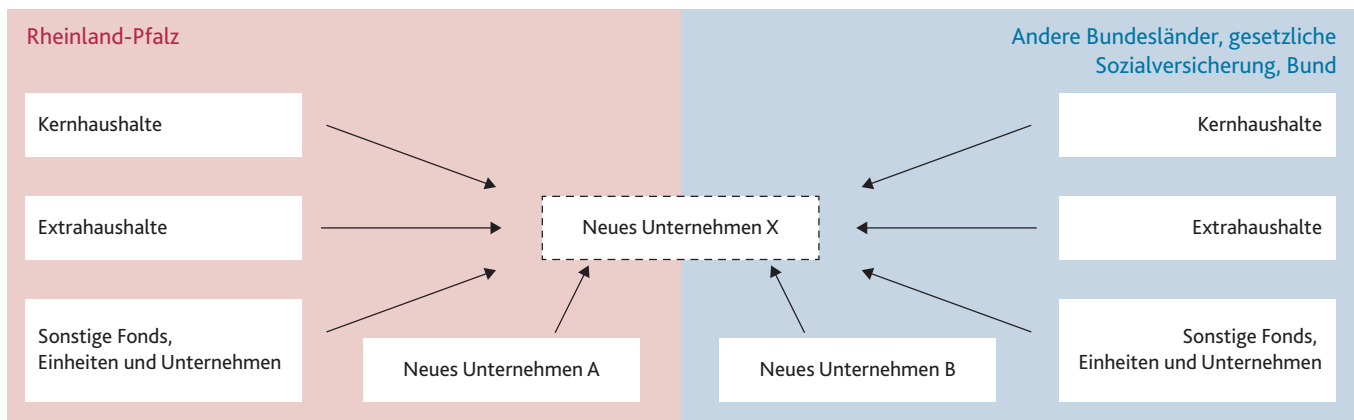 Rheinland-Pfalz
Andere Bundesländer, gesetzliche
Sozialversicherung, Bund
Kernhaushalte
Kernhaushalte
Extrahaushalte
Neues Unternehmen X
Extrahaushalte
Sonstige Fonds,
Einheiten und Unternehmen
Neues Unternehmen A
Neues Unternehmen B
Sonstige Fonds,
Einheiten und Unternehmen